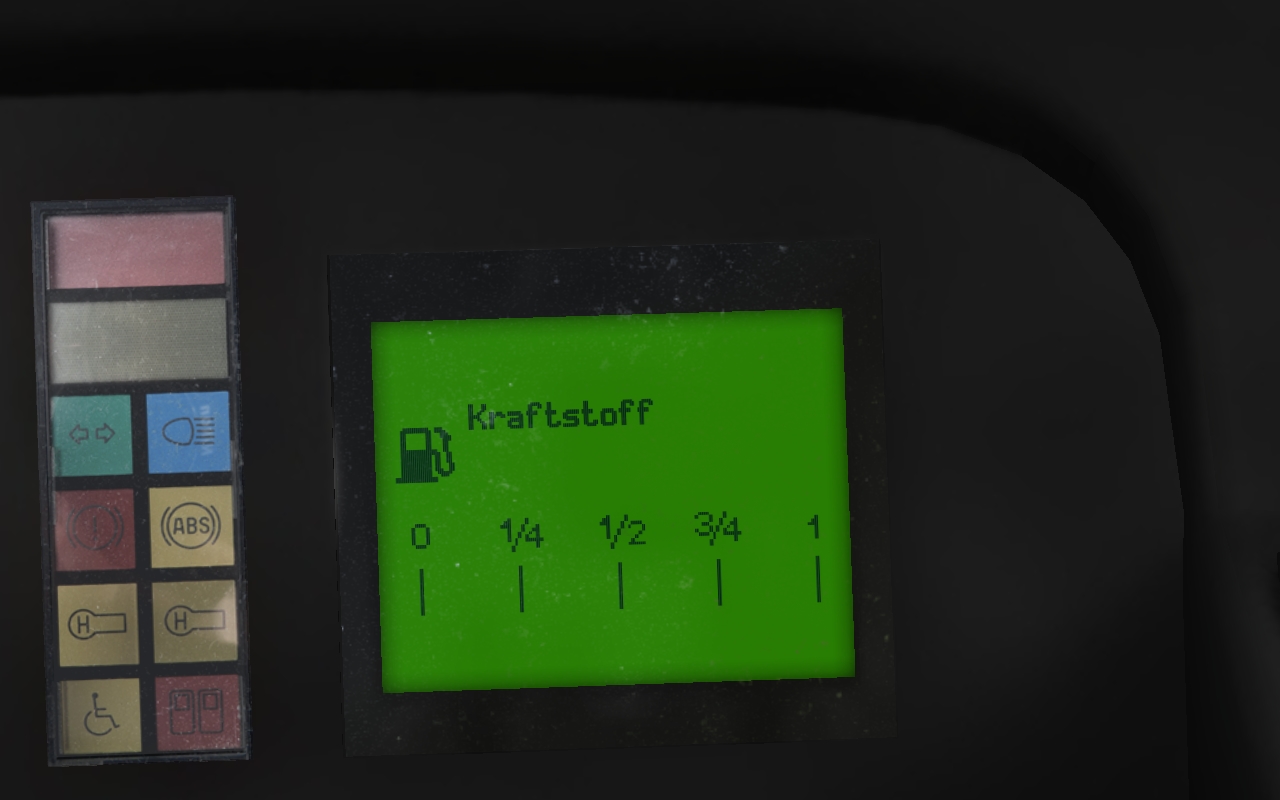 Kraftstoff
0 1/4 1/2 3/4 1
ABS
H H